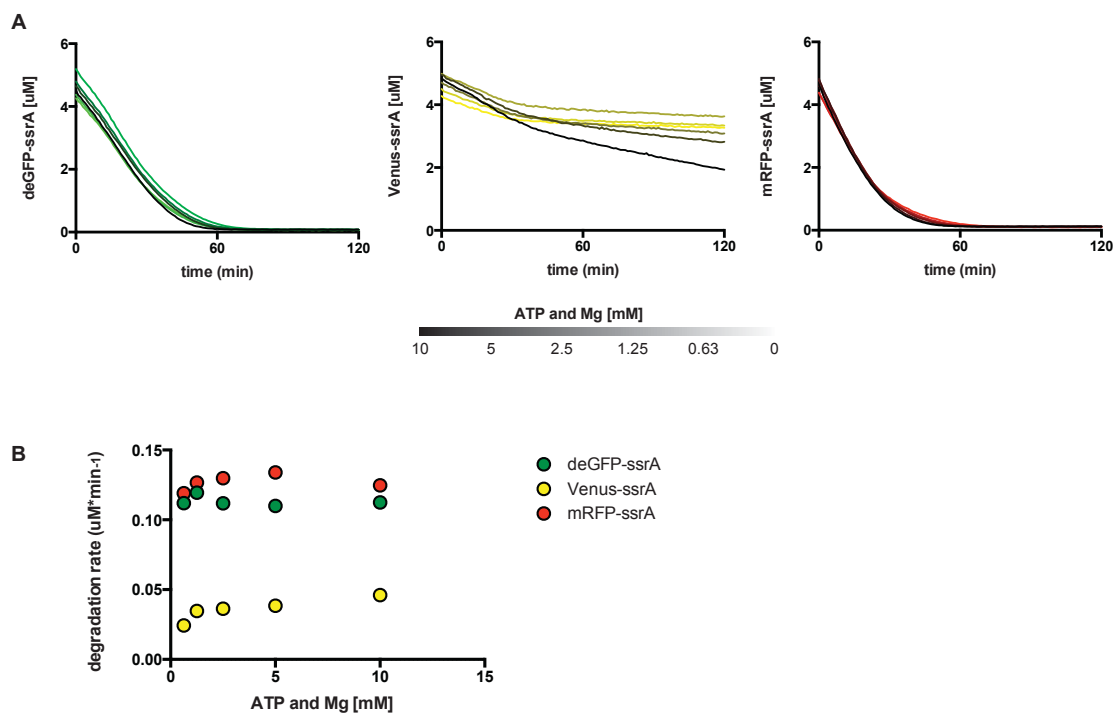 A
6
4
2
0
deGFP-ssrA [uM]
0
60
120
time (min)
6
4
2
0
Venus-ssrA [uM]
0
60
120
time (min)
6
4
2
0
mRFP-ssrA [uM]
0
60
120
time (min)
ATP and Mg [mM]
10 5 2.5 1.25 0.63 0
B
0.15
0.10
0.05
0.00
degradation rate (uM*min-1)
0 5 10 15
ATP and Mg [mM]
deGFP-ssrA
Venus-ssrA
mRFP-ssrA